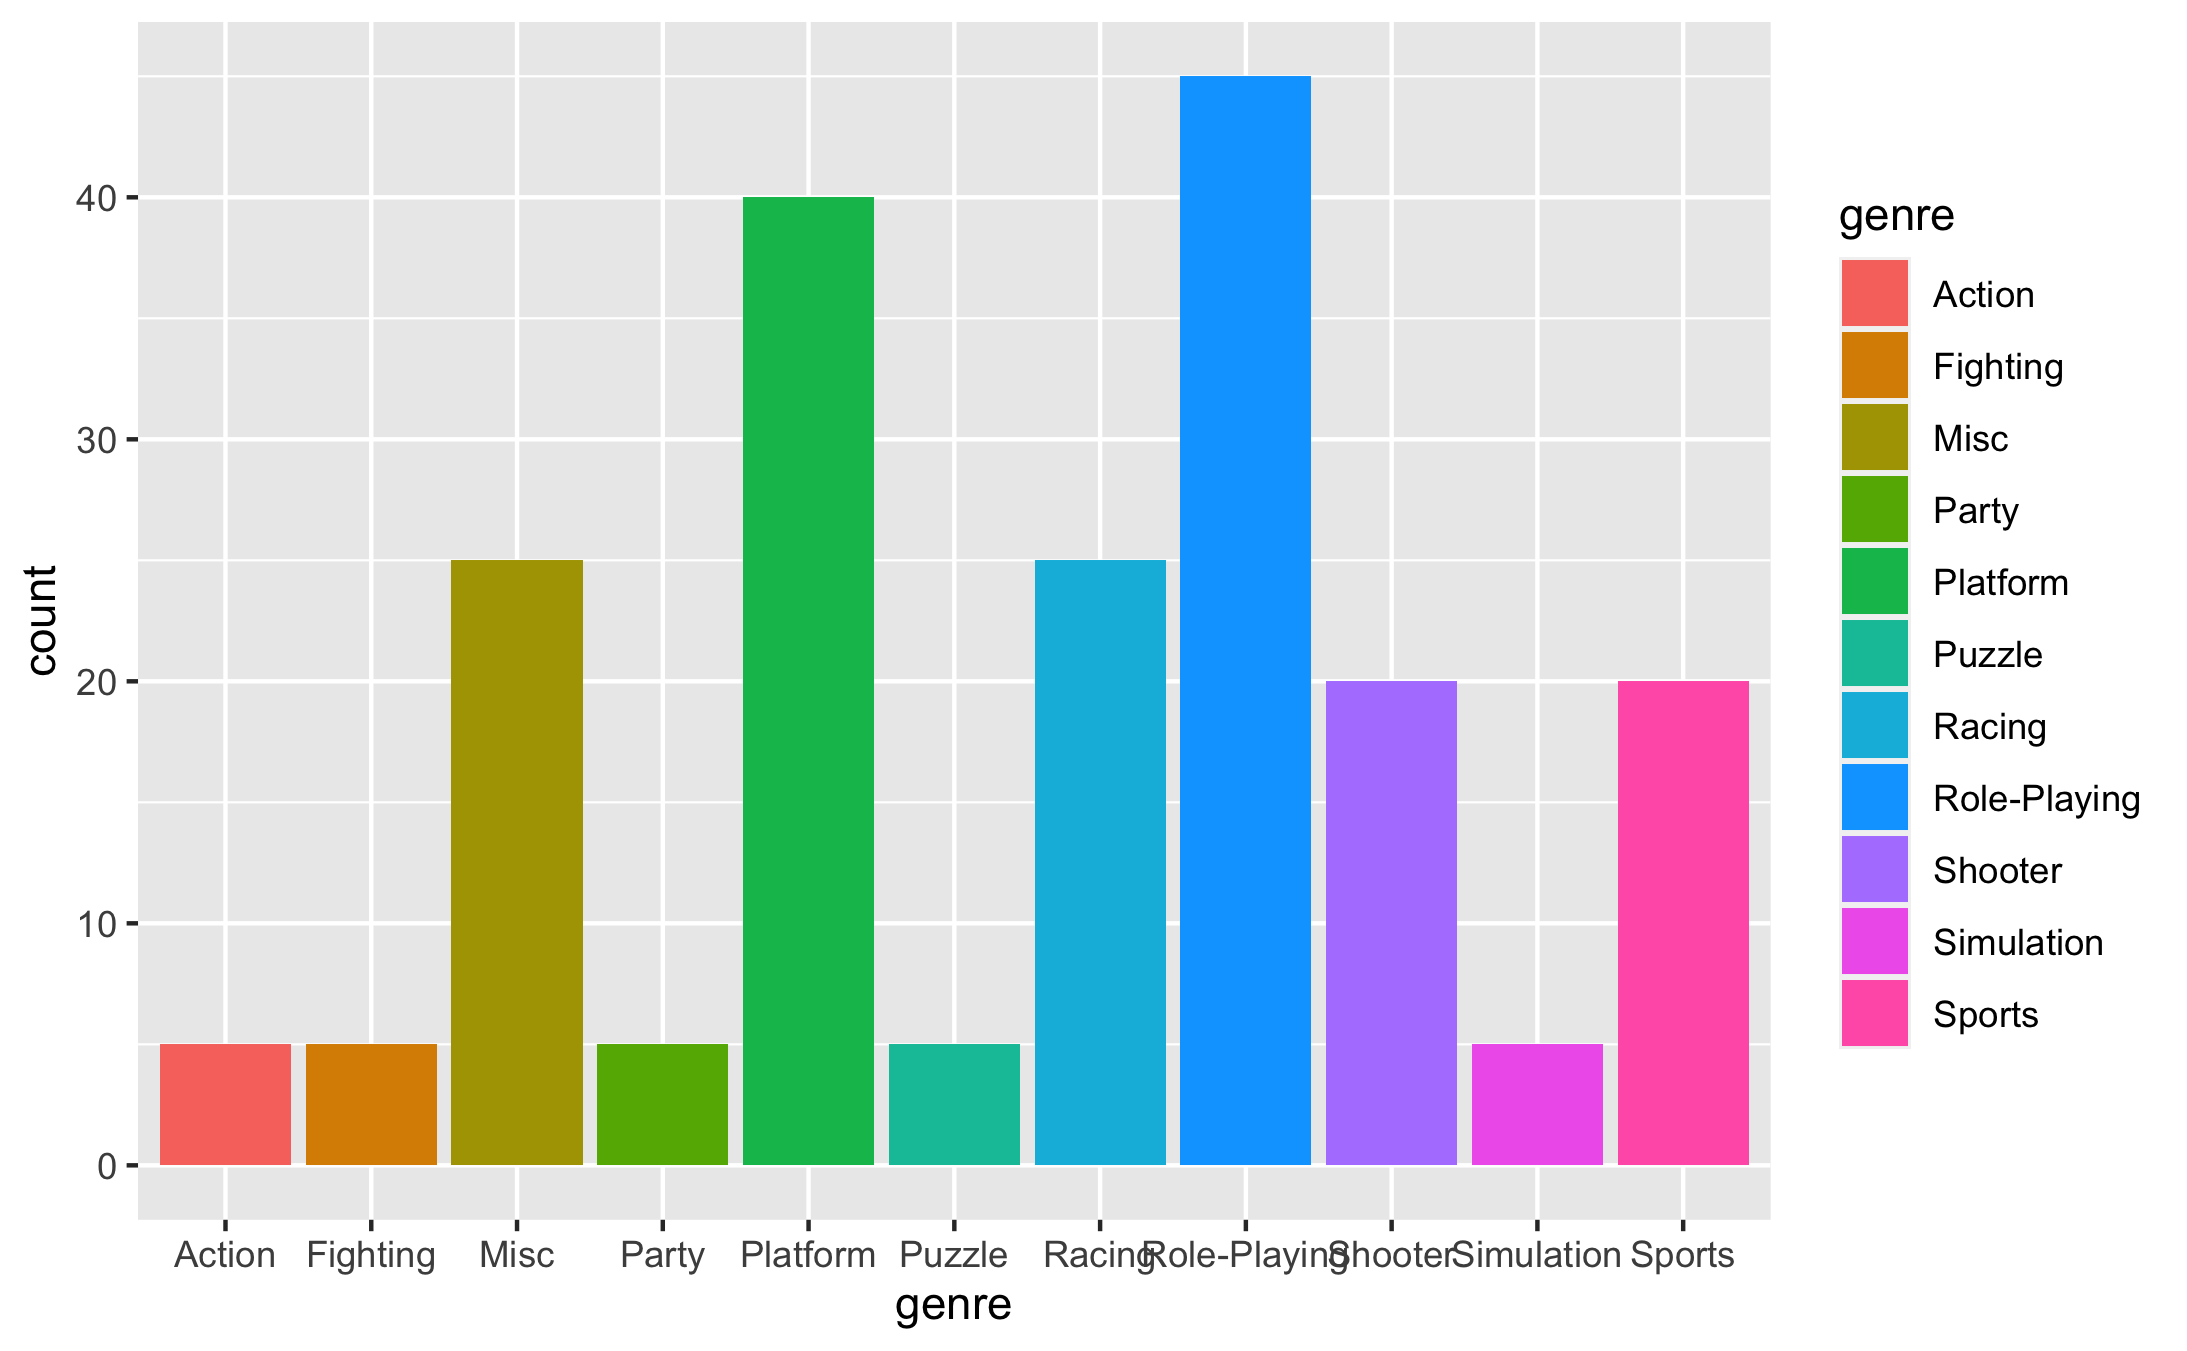 count
40
30
20
10
0
Action Fighting Misc Party Platform Puzzle Racing Role-Playing Shooter Simulation Sports
genre
genre
Action
Fighting
Misc
Party
Platform
Puzzle
Racing
Role-Playing
Shooter
Simulation
Sports